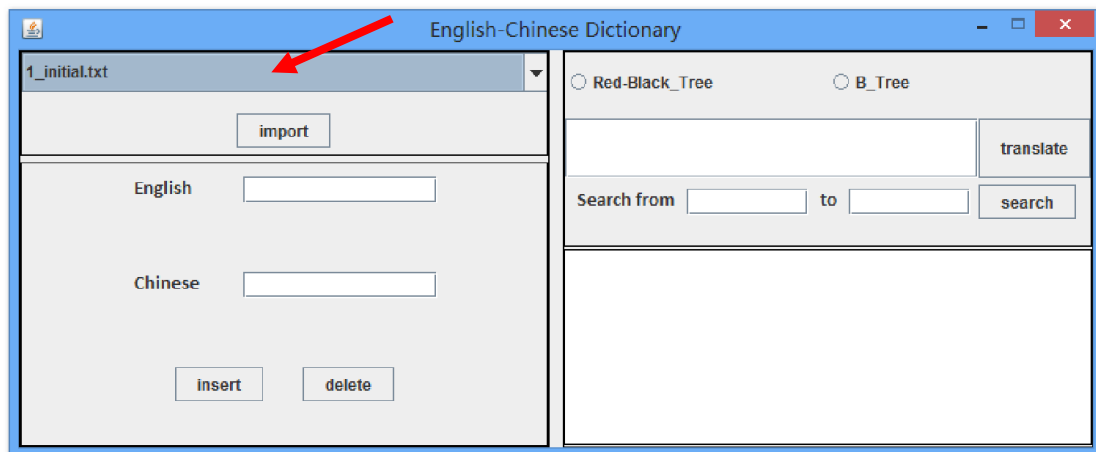 English-Chinese Dictionary
1_initial.txt
import
English
Chinese
insert delete
Red-Black_Tree B_Tree
translate
Search from to search